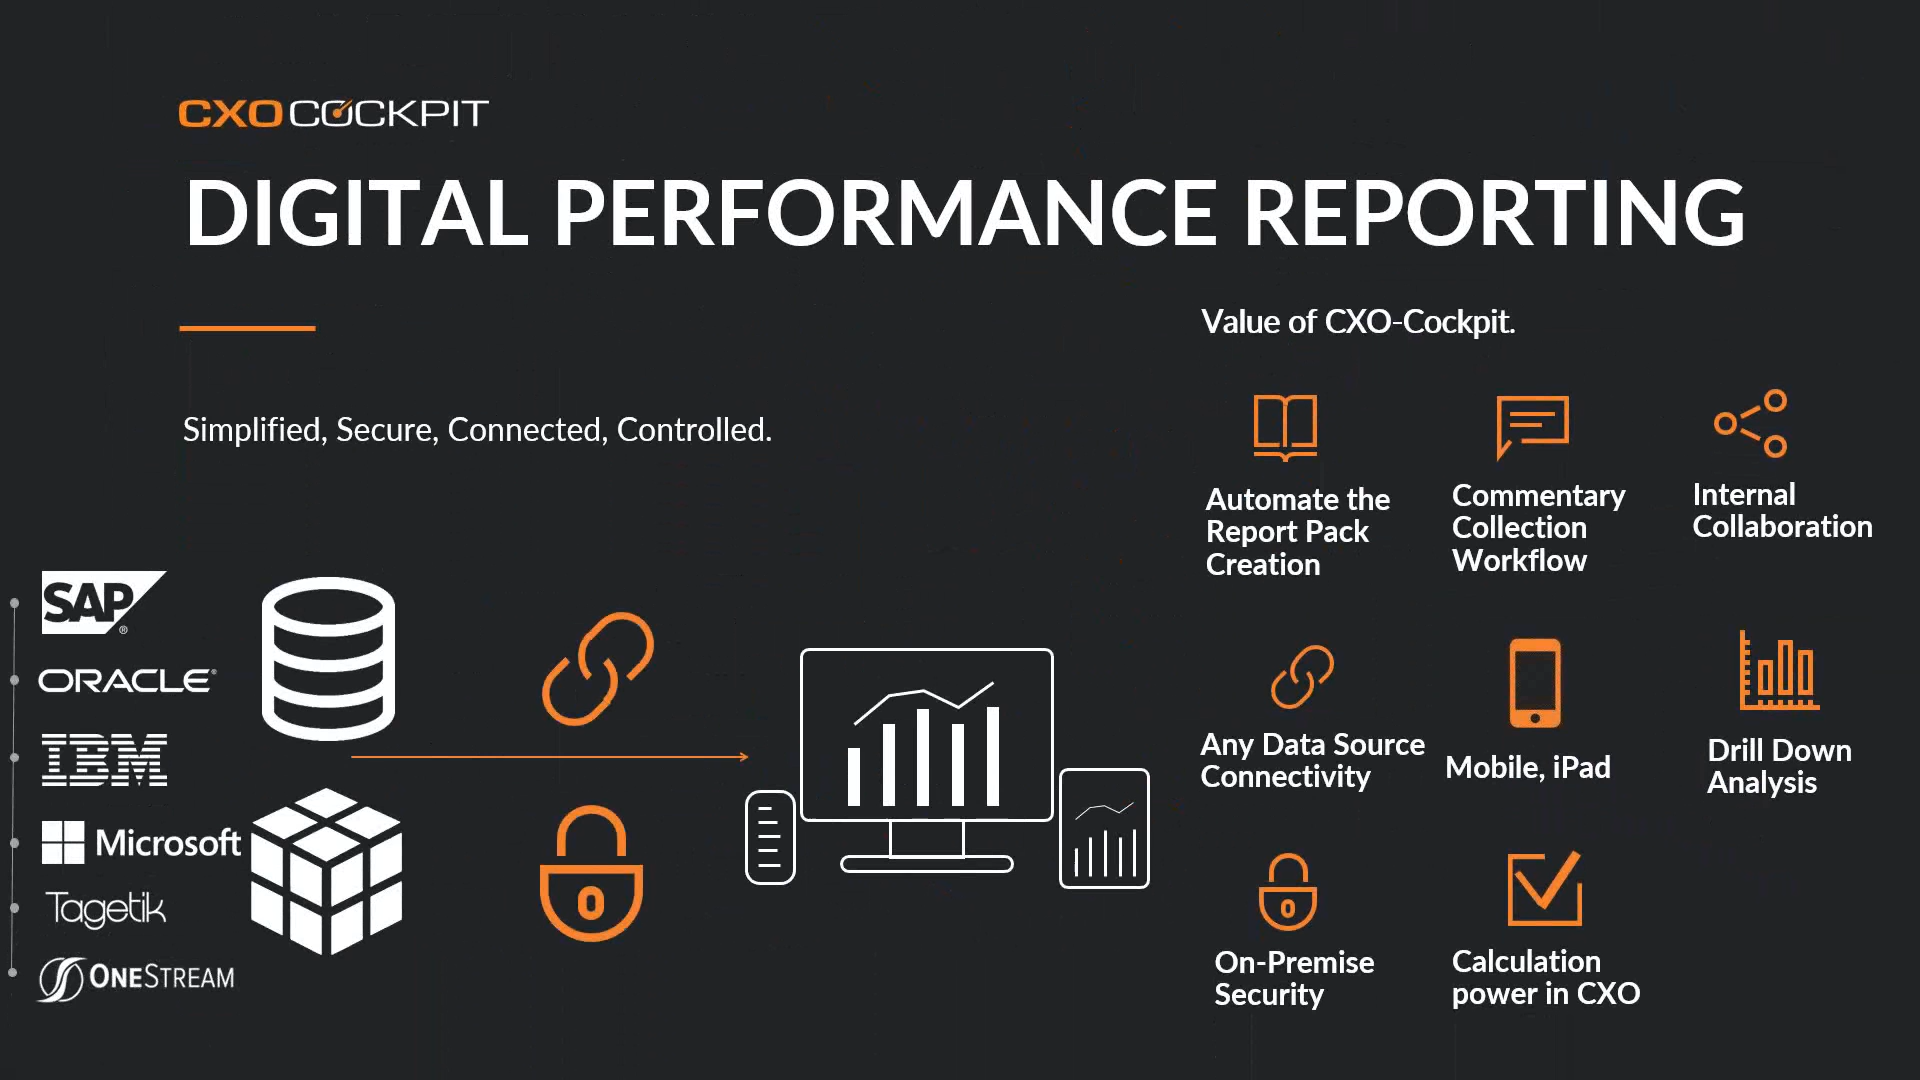 CXOCOCKPIT
DIGITAL PERFORMANCE REPORTING
Simplified, Secure, Connected, Controlled.
SAP®
ORACLE®
IBM
Microsoft
Tagetik
ONESTREAM
Value of CXO-Cockpit.
Automate the
Report Pack
Creation
Commentary
Collection
Workflow
Internal
Collaboration
Any Data Source
Connectivity
Mobile, iPad
Drill Down
Analysis
On-Premise
Security
Calculation
power in CXO